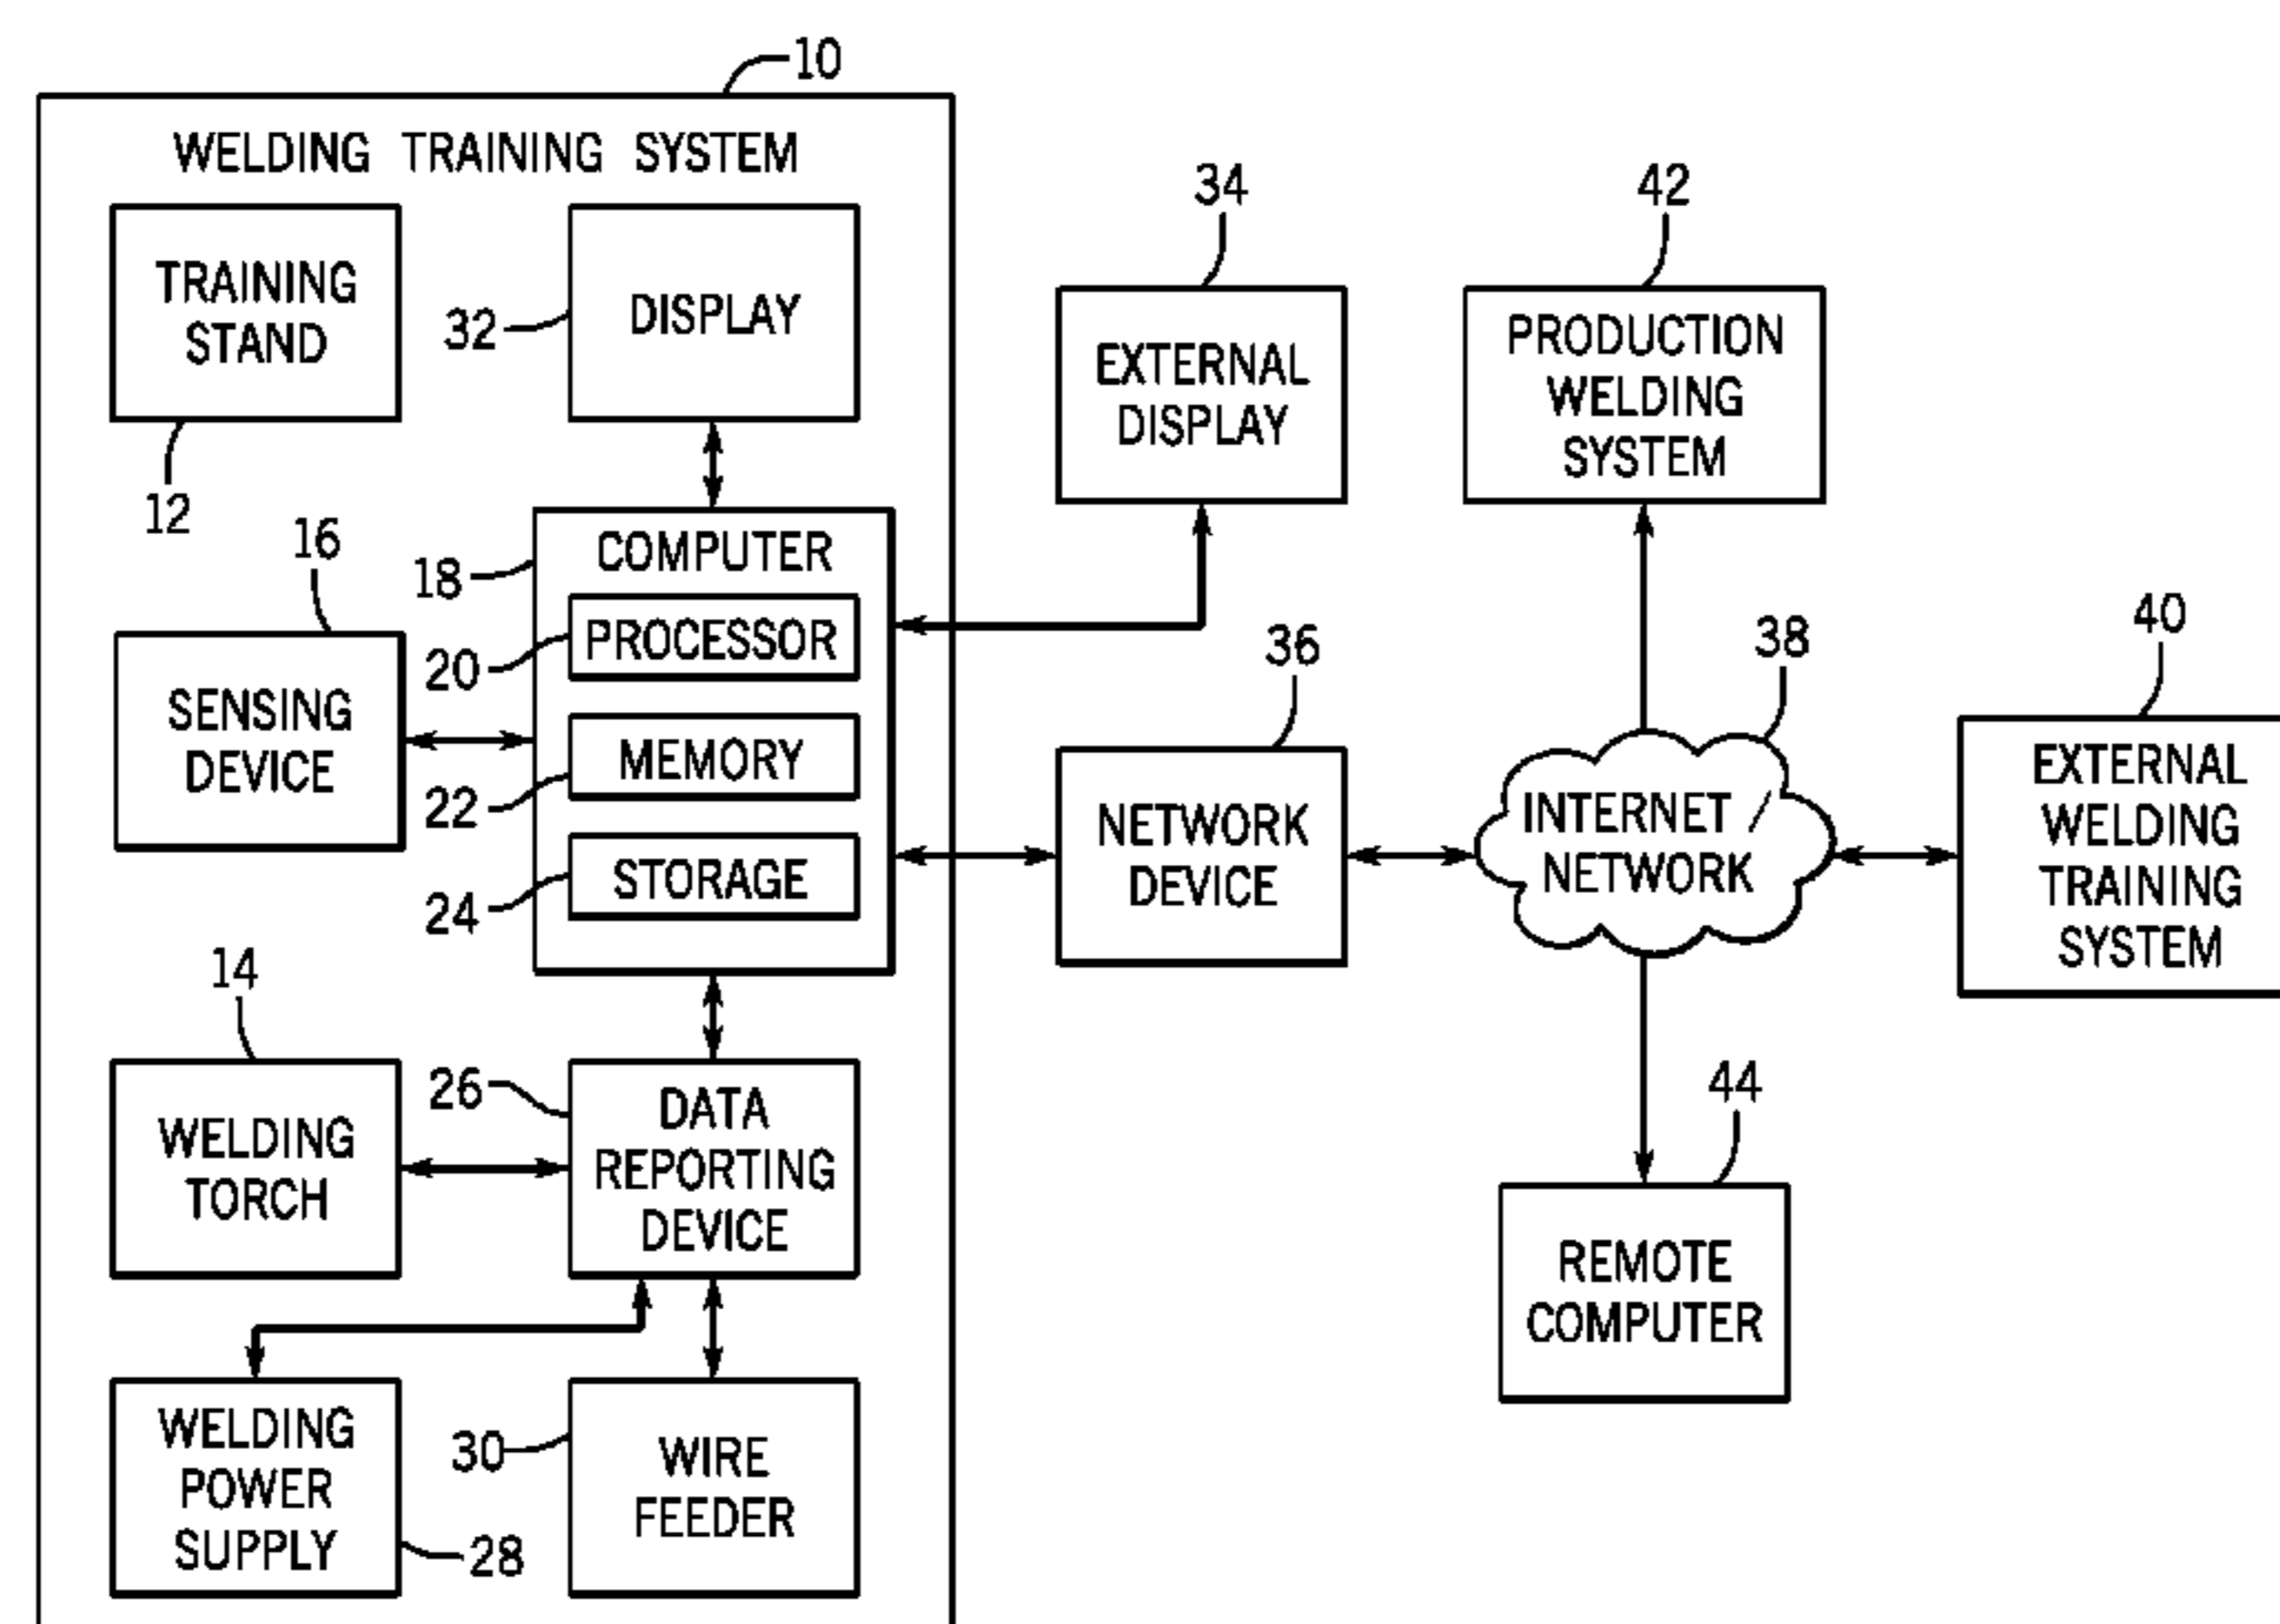 10
WELDING TRAINING SYSTEM
TRAINING
STAND
12
DISPLAY
32
16
SENSING
DEVICE
COMPUTER
18
PROCESSOR
20
MEMORY
22
STORAGE
24
14
WELDING
TORCH
26
DATA
REPORTING
DEVICE
WELDING
POWER
SUPPLY
28
30
WIRE
FEEDER
34
EXTERNAL
DISPLAY
36
NETWORK
DEVICE
42
PRODUCTION
WELDING
SYSTEM
38
INTERNET /
NETWORK
40
EXTERNAL
WELDING
TRAINING
SYSTEM
44
REMOTE
COMPUTER